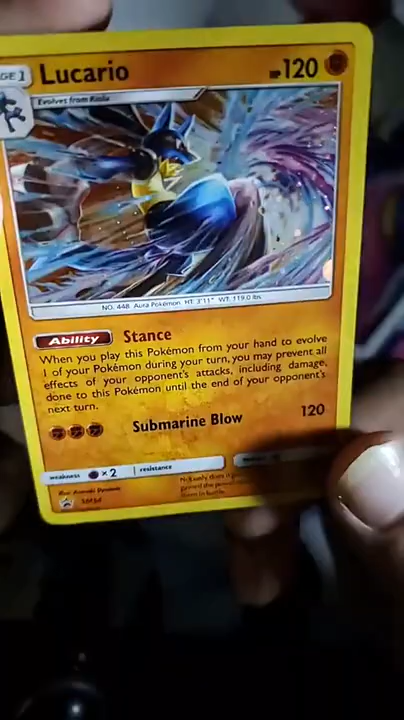 GE 1
Lucario
HP 120
Evolves from Riolu
NO. 448 Aura Pokémon HT: 3'11" WT: 119.0 lbs
Ability Stance
When you play this Pokémon from your hand to evolve
1 of your Pokémon during your turn, you may prevent all
effects of your opponent's attacks, including damage,
done to this Pokémon until the end of your opponent's
next turn.
Submarine Blow 120
weakness ×2 resistance